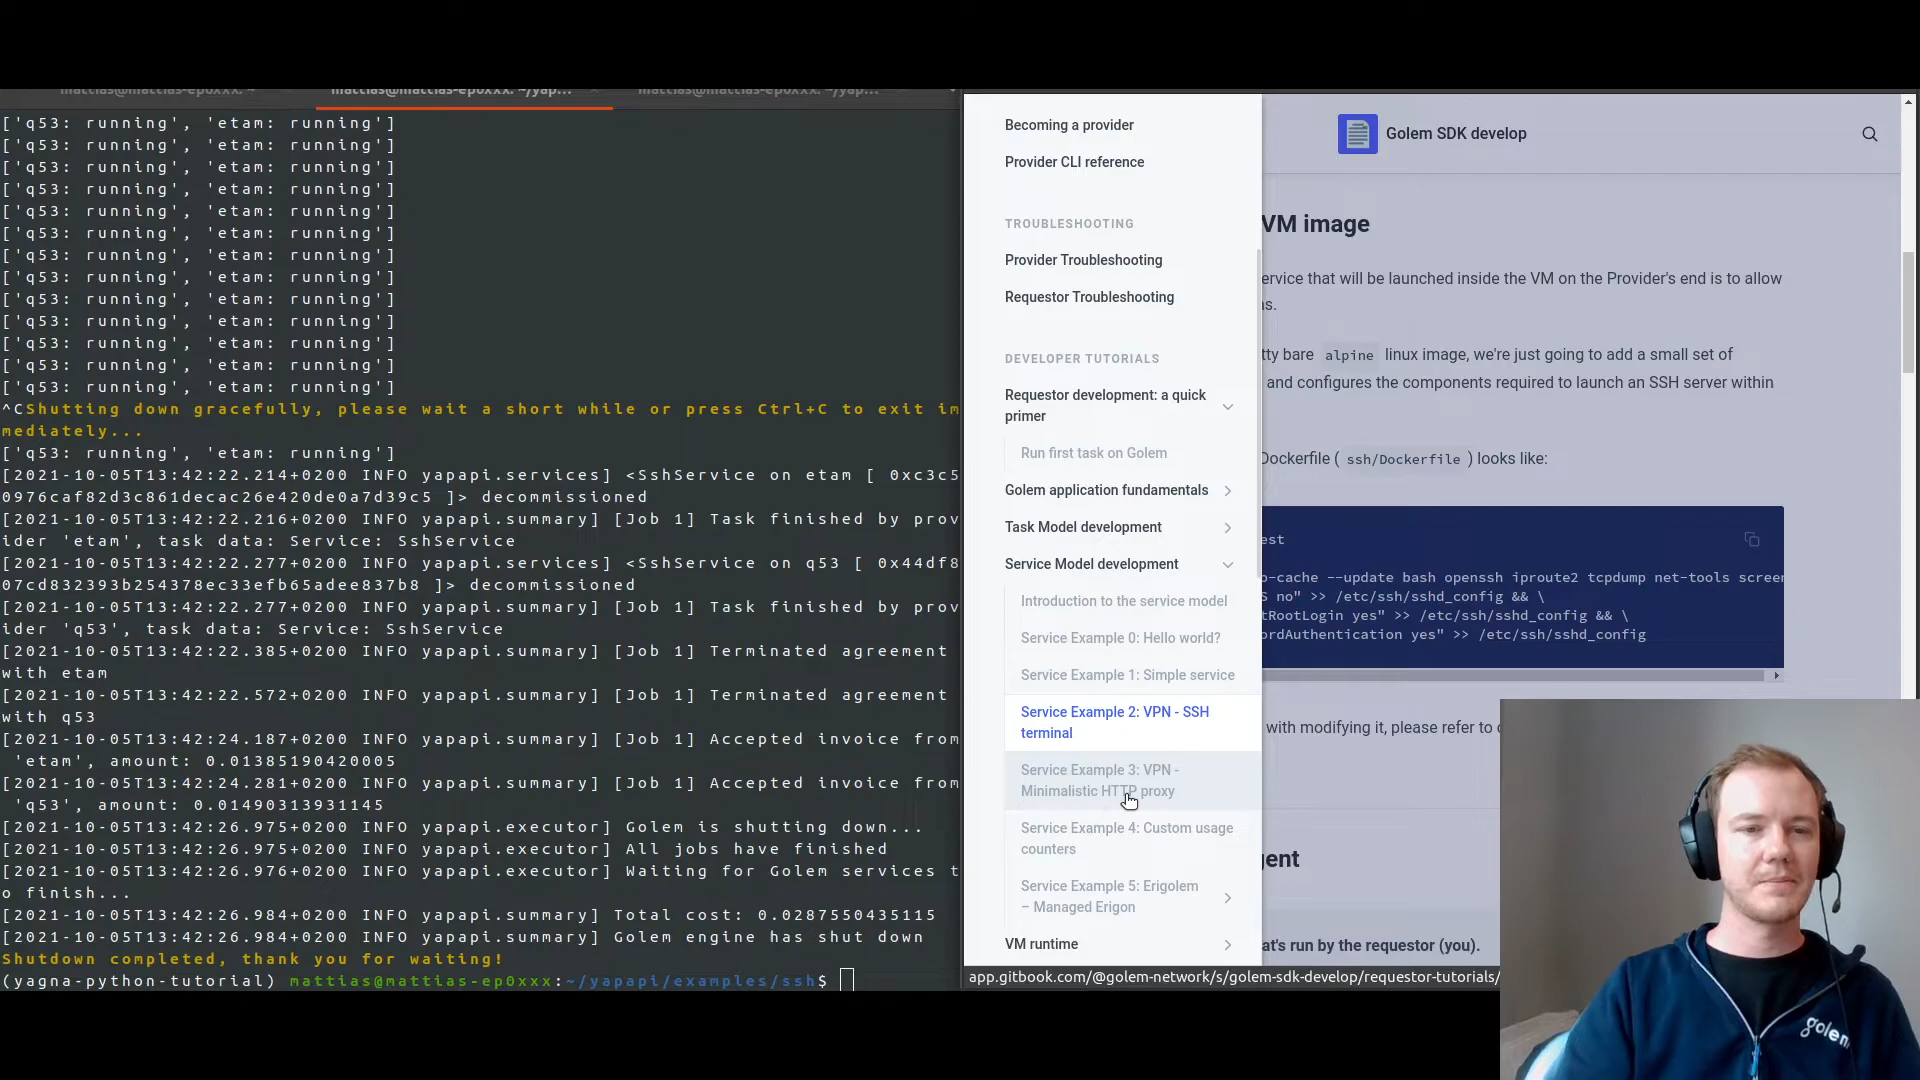 mattias@mattias-ep0xxx: ~
mattias@mattias-ep0xxx: ~/yap...
mattias@mattias-ep0xxx: ~/yap...
['q53: running', 'etam: running']
['q53: running', 'etam: running']
['q53: running', 'etam: running']
['q53: running', 'etam: running']
['q53: running', 'etam: running']
['q53: running', 'etam: running']
['q53: running', 'etam: running']
['q53: running', 'etam: running']
['q53: running', 'etam: running']
['q53: running', 'etam: running']
['q53: running', 'etam: running']
['q53: running', 'etam: running']
['q53: running', 'etam: running']
^CShutting down gracefully, please wait a short while or press Ctrl+C to exit im
mediately...
['q53: running', 'etam: running']
[2021-10-05T13:42:22.214+0200 INFO yapapi.services] <SshService on etam [ 0xc3c5
0976caf82d3c861decac26e420de0a7d39c5 ]> decommissioned
[2021-10-05T13:42:22.216+0200 INFO yapapi.summary] [Job 1] Task finished by prov
ider 'etam', task data: Service: SshService
[2021-10-05T13:42:22.277+0200 INFO yapapi.services] <SshService on q53 [ 0x44df8
07cd832393b254378ec33efb65adee837b8 ]> decommissioned
[2021-10-05T13:42:22.277+0200 INFO yapapi.summary] [Job 1] Task finished by prov
ider 'q53', task data: Service: SshService
[2021-10-05T13:42:22.385+0200 INFO yapapi.summary] [Job 1] Terminated agreement
with etam
[2021-10-05T13:42:22.572+0200 INFO yapapi.summary] [Job 1] Terminated agreement
with q53
[2021-10-05T13:42:24.187+0200 INFO yapapi.summary] [Job 1] Accepted invoice from
'etam', amount: 0.01385190420005
[2021-10-05T13:42:24.281+0200 INFO yapapi.summary] [Job 1] Accepted invoice from
'q53', amount: 0.01490313931145
[2021-10-05T13:42:26.975+0200 INFO yapapi.executor] Golem is shutting down...
[2021-10-05T13:42:26.975+0200 INFO yapapi.executor] All jobs have finished
[2021-10-05T13:42:26.976+0200 INFO yapapi.executor] Waiting for Golem services t
o finish...
[2021-10-05T13:42:26.984+0200 INFO yapapi.summary] Total cost: 0.0287550435115
[2021-10-05T13:42:26.984+0200 INFO yapapi.summary] Golem engine has shut down
Shutdown completed, thank you for waiting!
(yagna-python-tutorial) mattias@mattias-ep0xxx:~/yapapi/examples/ssh$
Becoming a provider
Provider CLI reference
TROUBLESHOOTING
Provider Troubleshooting
Requestor Troubleshooting
DEVELOPER TUTORIALS
Requestor development: a quick
primer
Run first task on Golem
Golem application fundamentals
Task Model development
Service Model development
Introduction to the service model
Service Example 0: Hello world?
Service Example 1: Simple service
Service Example 2: VPN - SSH
terminal
Service Example 3: VPN -
Minimalistic HTTP proxy
Service Example 4: Custom usage
counters
Service Example 5: Erigolem
– Managed Erigon
VM runtime
app.gitbook.com/@golem-network/s/golem-sdk-develop/requestor-tutorials/
Golem SDK develop
VM image
ervice that will be launched inside the VM on the Provider's end is to allow
is.
tty bare alpine linux image, we're just going to add a small set of
and configures the components required to launch an SSH server within
Dockerfile ( ssh/Dockerfile ) looks like:
est
o-cache --update bash openssh iproute2 tcpdump net-tools screen
S no" >> /etc/ssh/sshd_config && \
tRootLogin yes" >> /etc/ssh/sshd_config && \
ordAuthentication yes" >> /etc/ssh/sshd_config
with modifying it, please refer to
gent
at's run by the requestor (you).
golem